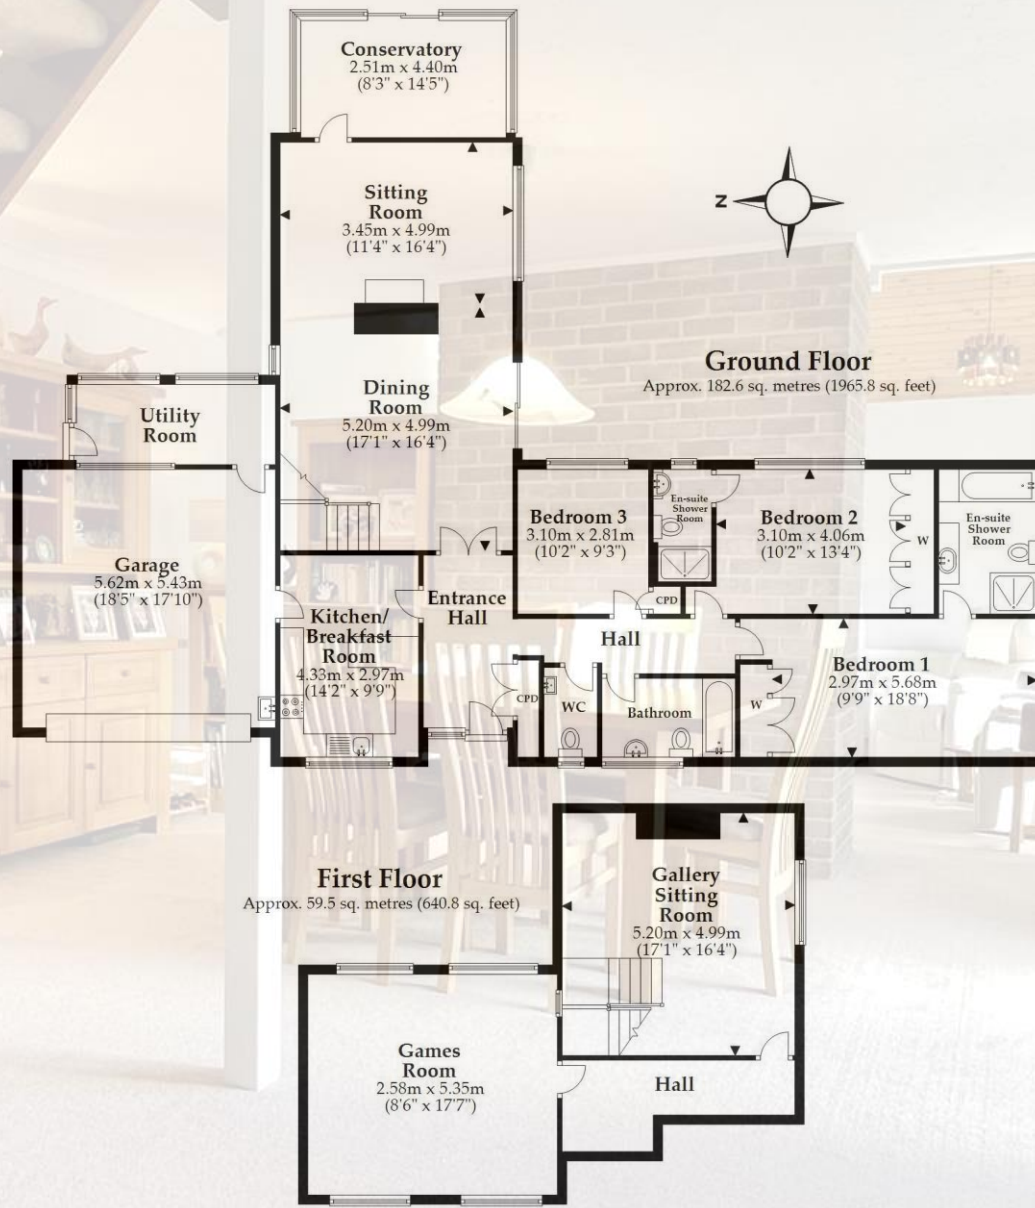 Conservatory
2.51m x 4.40m
(8'3" x 14'5")
Sitting
Room
3.45m x 4.99m
(11'4" x 16'4")
N
Ground Floor
Approx. 182.6 sq. metres (1965.8 sq. feet)
Dining
Room
5.20m x 4.99m
(17'1" x 16'4")
Utility
Room
Garage
5.62m x 5.43m
(18'5" x 17'10")
Kitchen/
Breakfast
Room
4.33m x 2.97m
(14'2" x 9'9")
Entrance
Hall
Bedroom 3
3.10m x 2.81m
(10'2" x 9'3")
En-suite
Shower
Room
Bedroom 2
3.10m x 4.06m
(10'2" x 13'4")
W
En-suite
Shower
Room
CPD
Hall
Bedroom 1
2.97m x 5.68m
(9'9" x 18'8")
CPD
WC
Bathroom
W
First Floor
Approx. 59.5 sq. metres (640.8 sq. feet)
Gallery
Sitting
Room
5.20m x 4.99m
(17'1" x 16'4")
Games
Room
2.58m x 5.35m
(8'6" x 17'7")
Hall